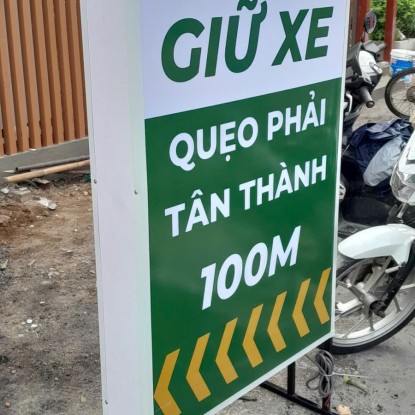 GIỮ XE
QUẸO PHẢI
TÂN THÀNH
100M